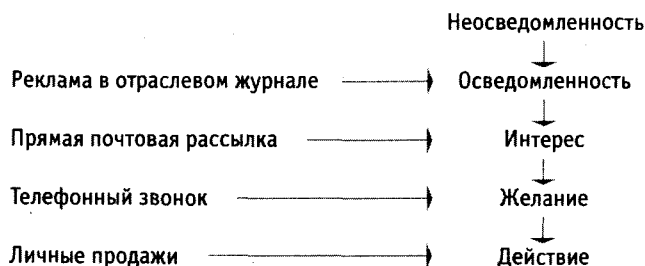 Неосведомленность
Реклама в отраслевом журнале Осведомленность
Прямая почтовая рассылка Интерес
Телефонный звонок Желание
Личные продажи Действие